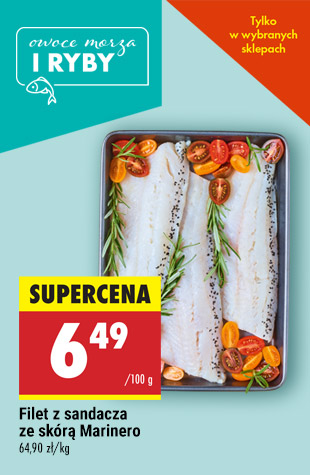 owoce morza
I RYBY
Tylko
w wybranych
sklepach
SUPERCENA
6 49
/100 g
Filet z sandacza
ze skórą Marinero
64,90 zł/kg